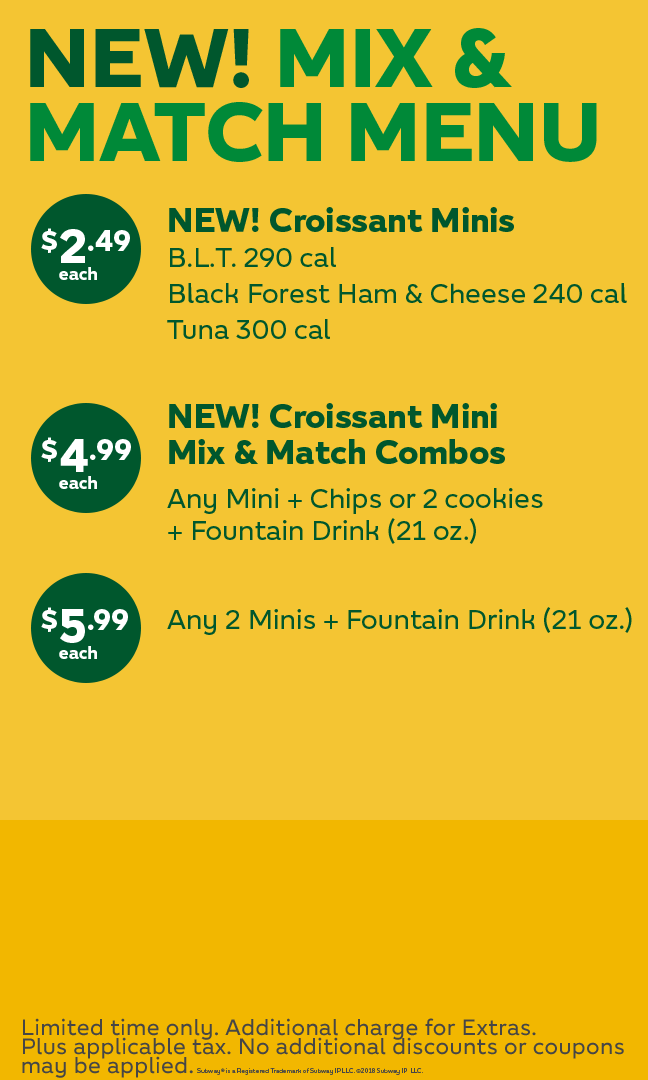 NEW! MIX &
MATCH MENU
$2.49
each
NEW! Croissant Minis
B.L.T. 290 cal
Black Forest Ham & Cheese 240 cal
Tuna 300 cal
$4.99
each
NEW! Croissant Mini
Mix & Match Combos
Any Mini + Chips or 2 cookies
+ Fountain Drink (21 oz.)
$5.99
each
Any 2 Minis + Fountain Drink (21 oz.)
Limited time only. Additional charge for Extras.
Plus applicable tax. No additional discounts or coupons
may be applied. Subway® is a Registered Trademark of Subway IP LLC. ©2018 Subway IP LLC.